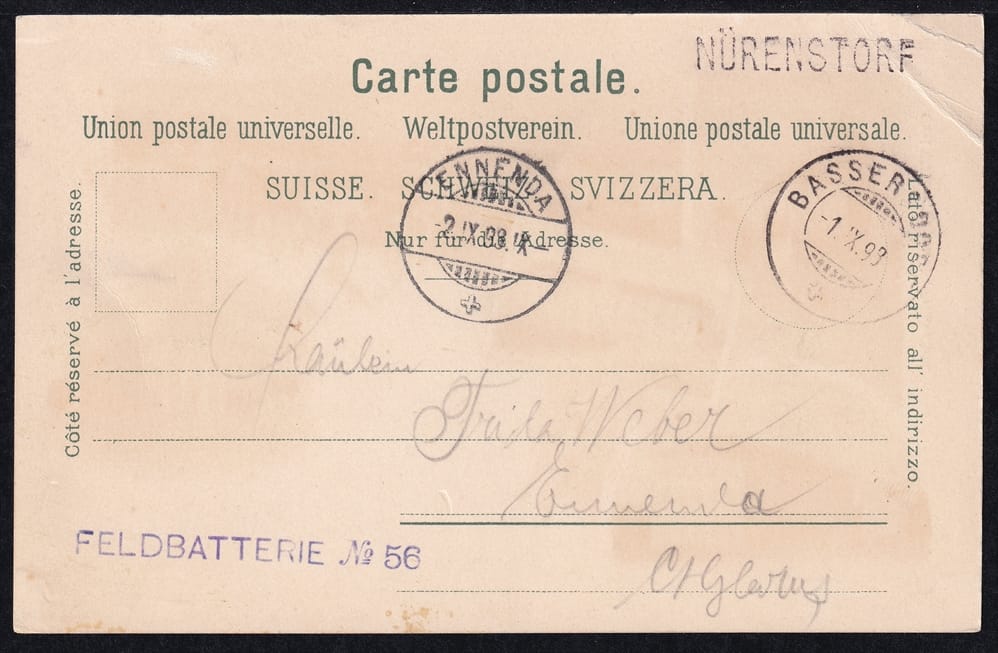 NÜRENSTORF
Carte postale.
Union postale universelle. Weltpostverein. Unione postale universale.
SUISSE. SCHWEIZ. SVIZZERA.
Nur für die Adresse.
Côté réservé à l'adresse.
Lato riservato all' indirizzo.
ENNENDA
-2.IX.98.IX-
BASSERSDORF
-1.IX.98
Fräulein
Frida Weber
Ennenda
Ct Glarus
FELDBATTERIE № 56